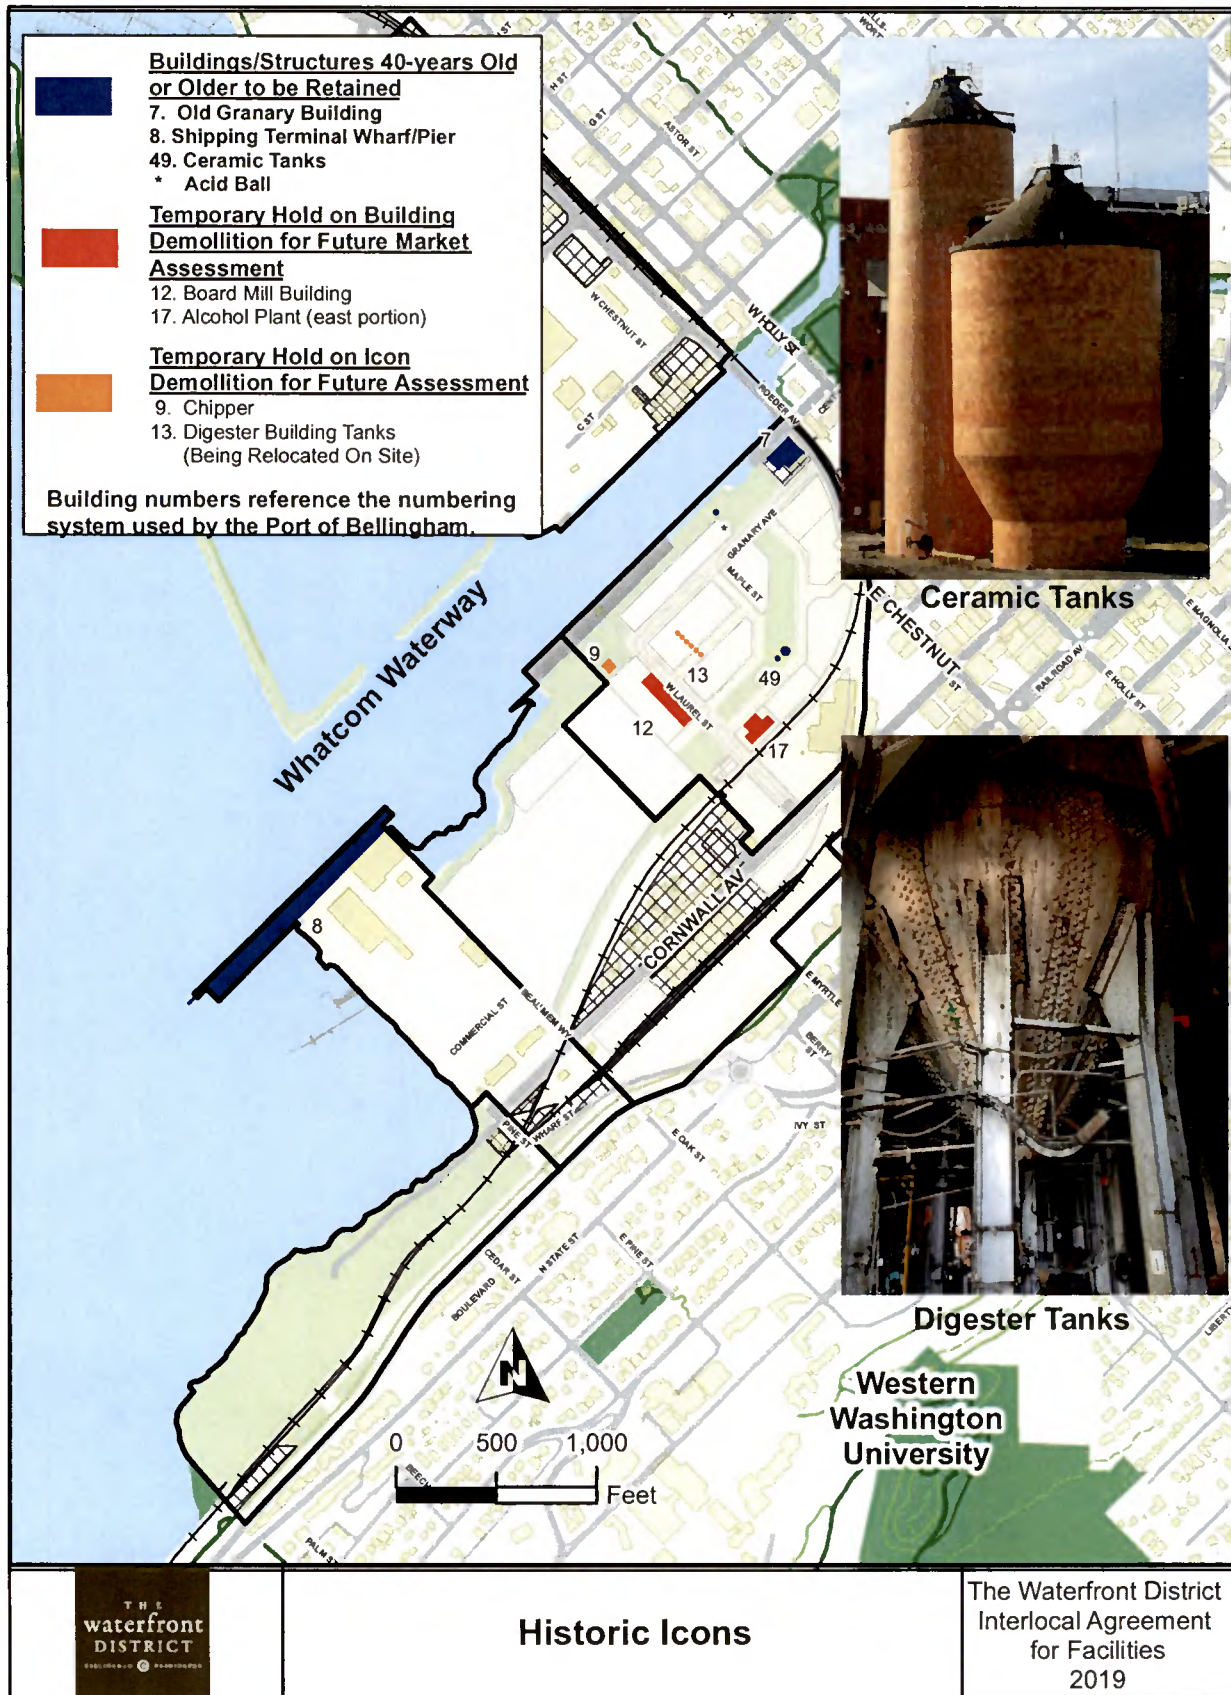 Buildings/Structures 40-years Old
or Older to be Retained
7. Old Granary Building
8. Shipping Terminal Wharf/Pier
49. Ceramic Tanks
* Acid Ball
Temporary Hold on Building
Demollition for Future Market
Assessment
12. Board Mill Building
17. Alcohol Plant (east portion)
Temporary Hold on Icon
Demollition for Future Assessment
9. Chipper
13. Digester Building Tanks
(Being Relocated On Site)
Building numbers reference the numbering
system used by the Port of Bellingham.
H ST
G ST
ASTOR ST
W CHESTNUT ST
W HOLLY ST
C ST
ROEDER AV
7
*
GRANARY AVE
MAPLE ST
Whatcom Waterway
9
13
49
W LAUREL ST
12
17
Ceramic Tanks
E CHESTNUT
ST
E MAGNOLIA
RAILROAD AV
E HOLLY ST
8
CORNWALL AV
COMMERCIAL ST
BEAL MEM WY
E MYRTLE
BERRY
ST
IVY ST
PINE ST
WHARF ST
E OAK ST
N STATE ST
E PINE ST
CEDAR ST
BOULEVARD
Digester Tanks
LIBERT
N
Western
Washington
University
0 500 1,000
Feet
BEECH
PALM ST
THE
waterfront
DISTRICT
Historic Icons
The Waterfront District
Interlocal Agreement
for Facilities
2019